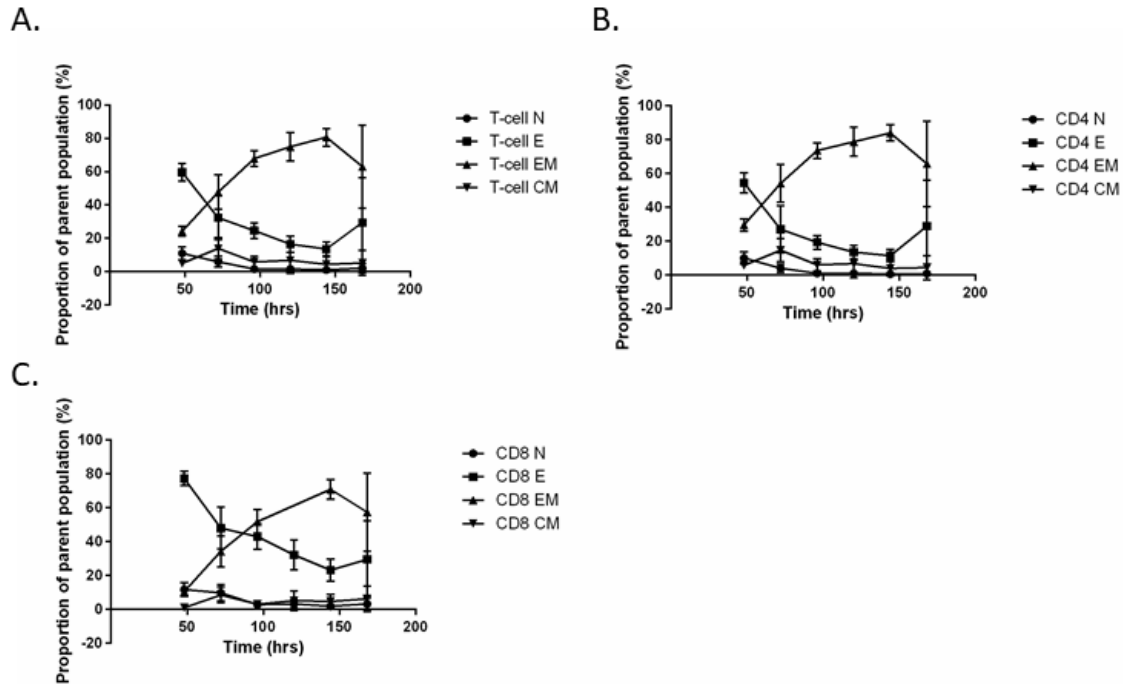 A.
Proportion of parent population (%)
100
80
60
40
20
0
-20
50
100
150
200
Time (hrs)
T-cell N
T-cell E
T-cell EM
T-cell CM
B.
Proportion of parent population (%)
100
80
60
40
20
0
-20
50
100
150
200
Time (hrs)
CD4 N
CD4 E
CD4 EM
CD4 CM
C.
Proportion of parent population (%)
100
80
60
40
20
0
-20
50
100
150
200
Time (hrs)
CD8 N
CD8 E
CD8 EM
CD8 CM